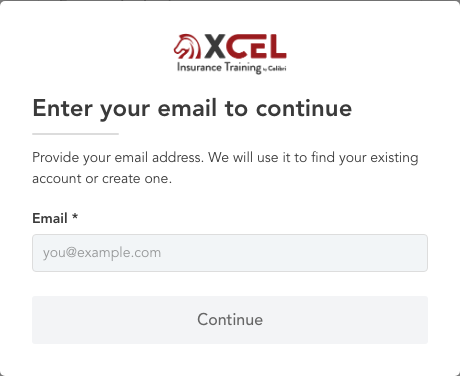 XCEL
Insurance Training by Colibri
Enter your email to continue
Provide your email address. We will use it to find your existing
account or create one.
Email *
you@example.com
Continue